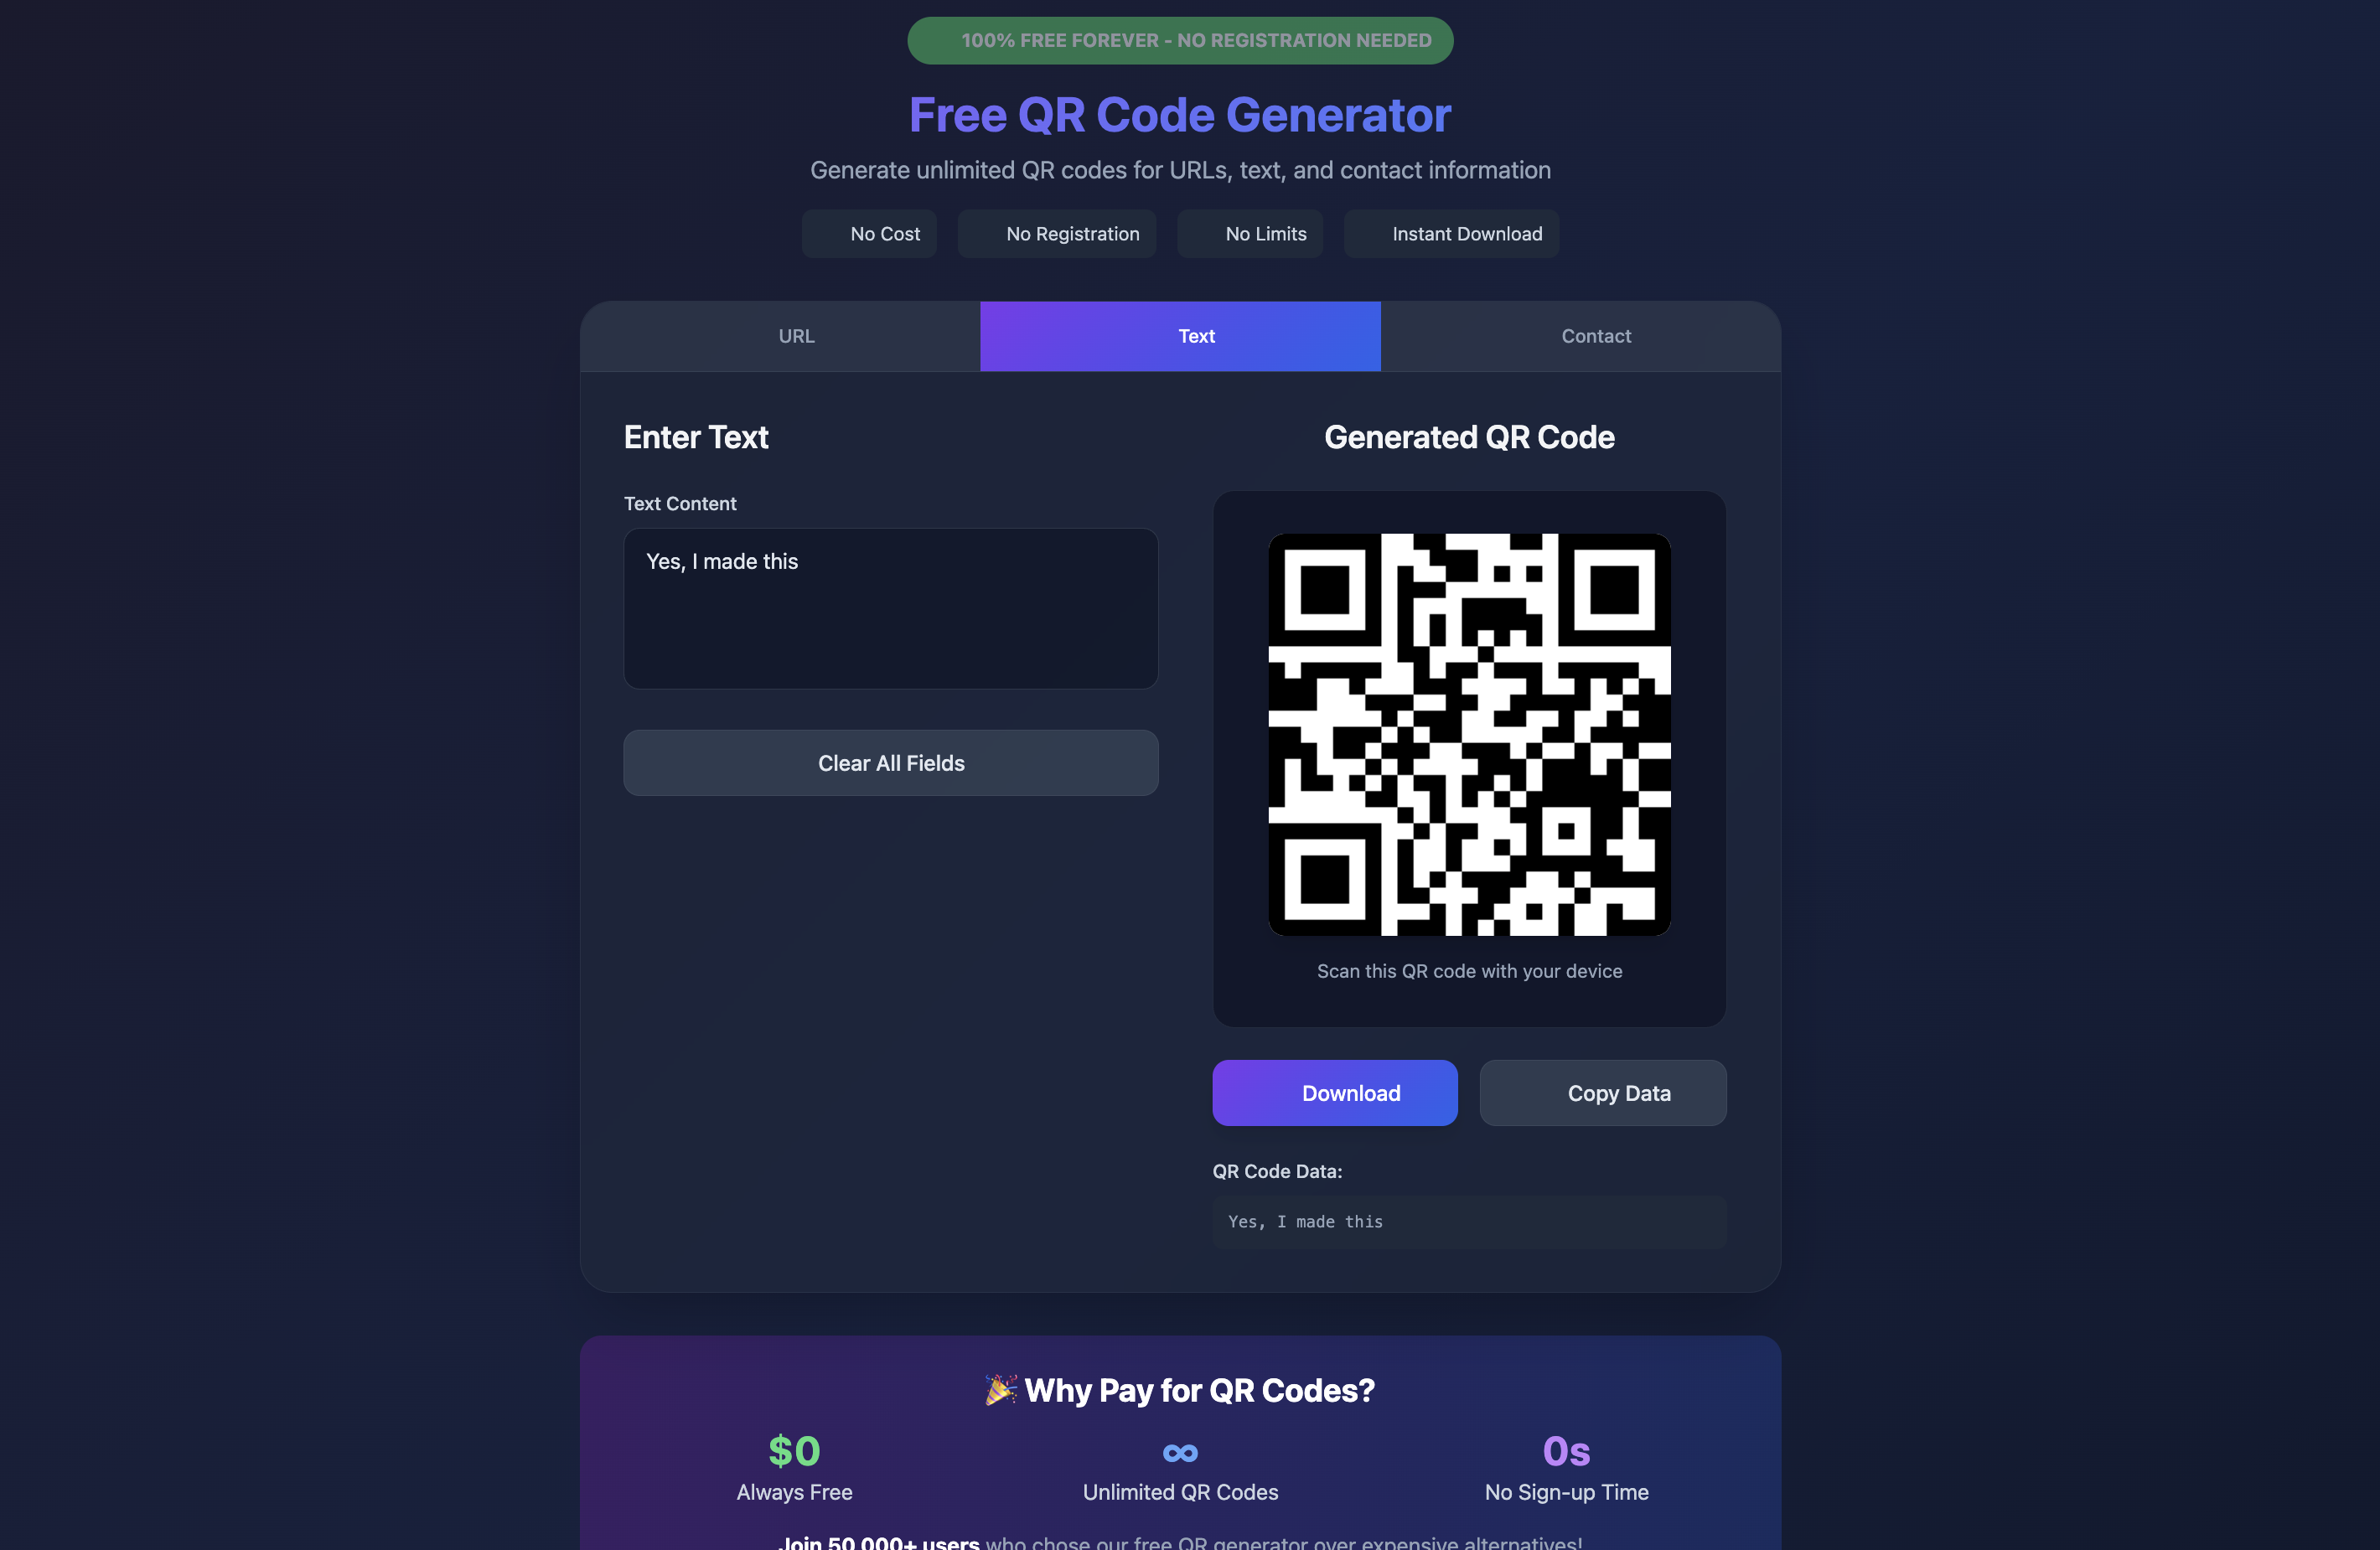 100% FREE FOREVER - NO REGISTRATION NEEDED
Free QR Code Generator
Generate unlimited QR codes for URLs, text, and contact information
No Cost
No Registration
No Limits
Instant Download
URL
Text
Contact
Enter Text
Text Content
Yes, I made this
Clear All Fields
Generated QR Code
Scan this QR code with your device
Download
Copy Data
QR Code Data:
Yes, I made this
🎉 Why Pay for QR Codes?
$0
Always Free
∞
Unlimited QR Codes
0s
No Sign-up Time
Join 50,000+ users who chose our free QR generator over expensive alternatives!